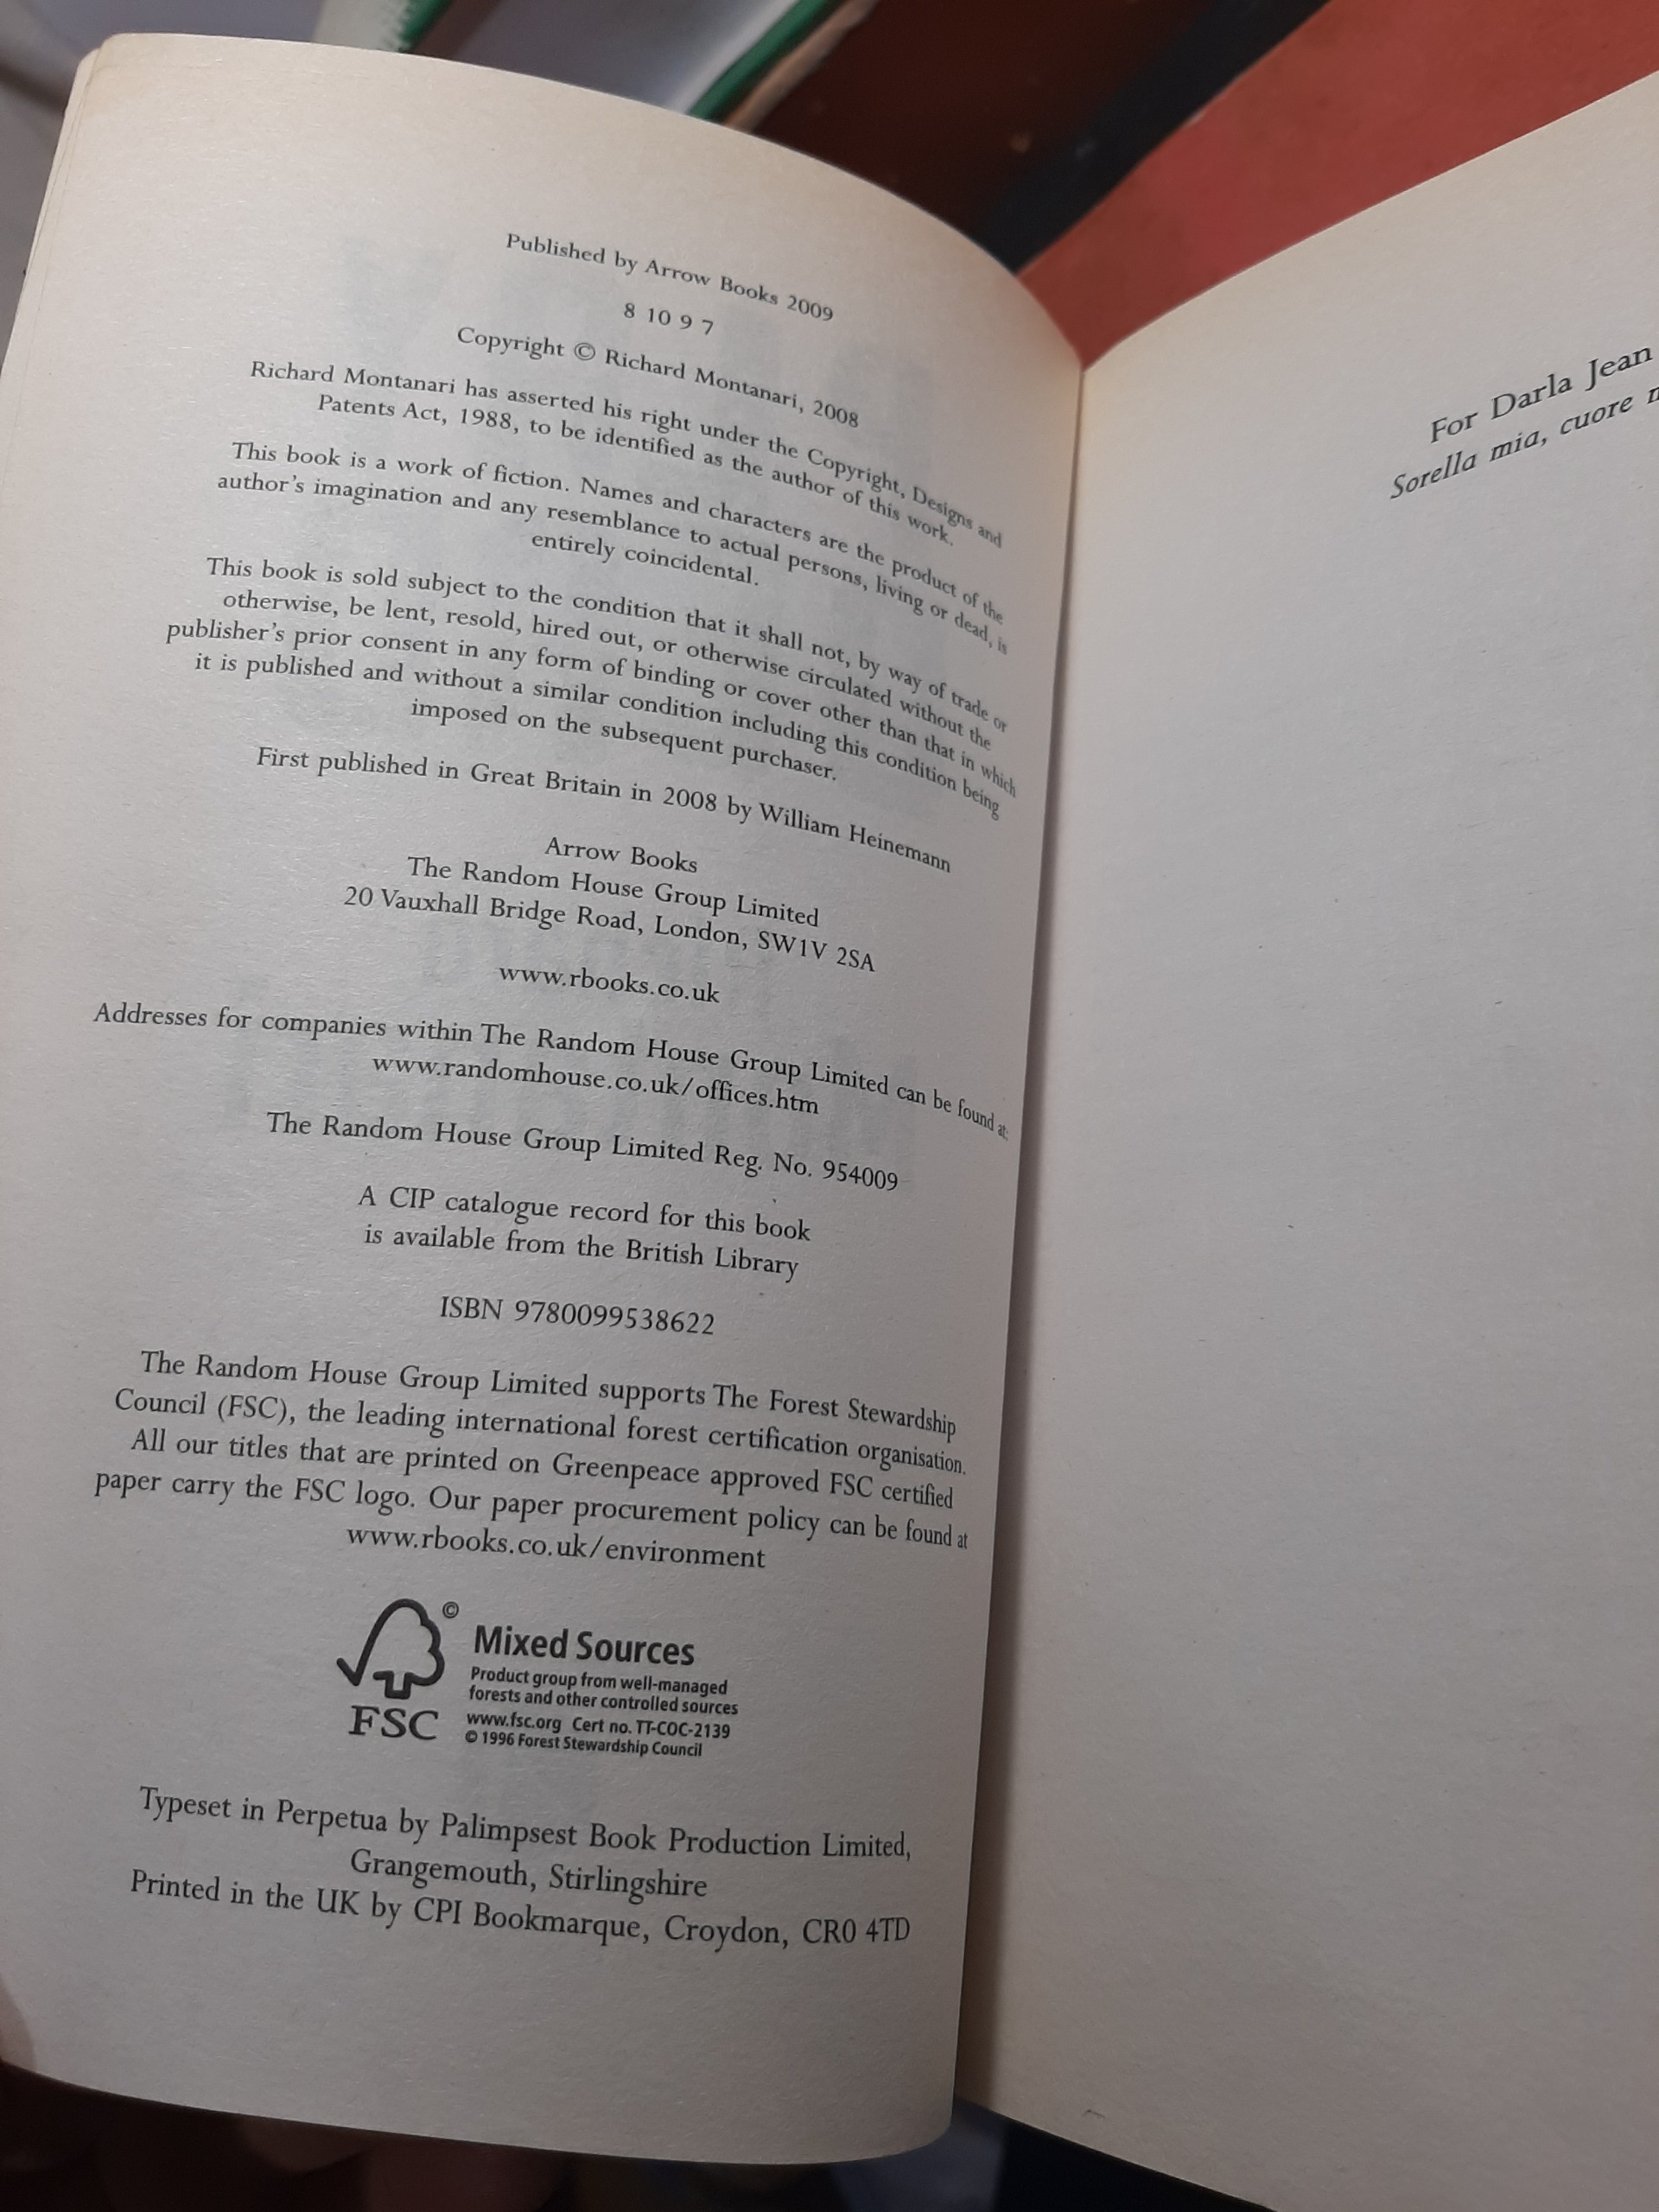 Published by Arrow Books 2009
8 10 9 7
Copyright © Richard Montanari, 2008
Richard Montanari has asserted his right under the Copyright, Designs and
Patents Act, 1988, to be identified as the author of this work.
This book is a work of fiction. Names and characters are the product of the
author's imagination and any resemblance to actual persons, living or dead, is
entirely coincidental.
This book is sold subject to the condition that it shall not, by way of trade or
otherwise, be lent, resold, hired out, or otherwise circulated without the
publisher's prior consent in any form of binding or cover other than that in which
it is published and without a similar condition including this condition being
imposed on the subsequent purchaser.
First published in Great Britain in 2008 by William Heinemann
Arrow Books
The Random House Group Limited
20 Vauxhall Bridge Road, London, SW1V 2SA
www.rbooks.co.uk
Addresses for companies within The Random House Group Limited can be found at:
www.randomhouse.co.uk/offices.htm
The Random House Group Limited Reg. No. 954009
A CIP catalogue record for this book
is available from the British Library
ISBN 9780099538622
The Random House Group Limited supports The Forest Stewardship
Council (FSC), the leading international forest certification organisation.
All our titles that are printed on Greenpeace approved FSC certified
paper carry the FSC logo. Our paper procurement policy can be found at
www.rbooks.co.uk/environment
©
FSC
Mixed Sources
Product group from well-managed
forests and other controlled sources
www.fsc.org Cert no. TT-COC-2139
© 1996 Forest Stewardship Council
Typeset in Perpetua by Palimpsest Book Production Limited,
Grangemouth, Stirlingshire
Printed in the UK by CPI Bookmarque, Croydon, CR0 4TD
For Darla Jean
Sorella mia, cuore